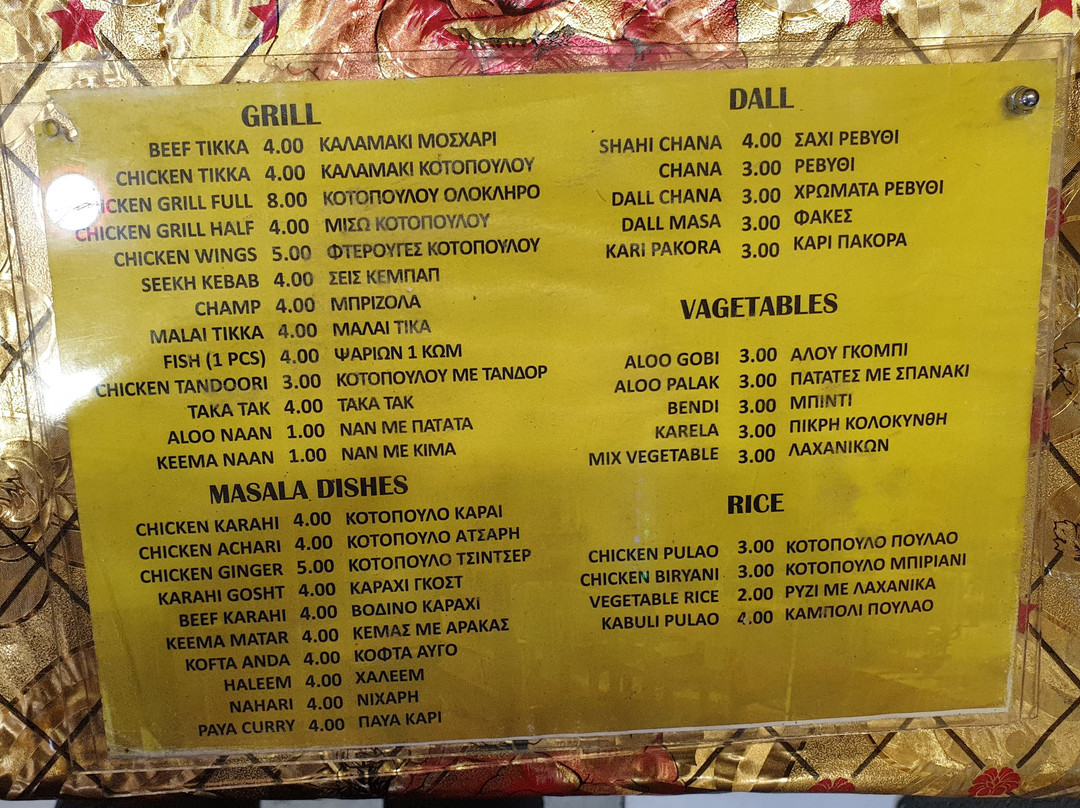 GRILL
BEEF TIKKA 4.00 ΚΑΛΑΜΑΚΙ ΜΟΣΧΑΡΙ
CHICKEN TIKKA 4.00 ΚΑΛΑΜΑΚΙ ΚΟΤΟΠΟΥΛΟΥ
CHICKEN GRILL FULL 8.00 ΚΟΤΟΠΟΥΛΟΥ ΟΛΟΚΛΗΡΟ
CHICKEN GRILL HALF 4.00 ΜΙΣΩ ΚΟΤΟΠΟΥΛΟΥ
CHICKEN WINGS 5.00 ΦΤΕΡΟΥΓΕΣ ΚΟΤΟΠΟΥΛΟΥ
SEEKH KEBAB 4.00 ΣΕΙΣ ΚΕΜΠΑΠ
CHAMP 4.00 ΜΠΡΙΖΟΛΑ
MALAI TIKKA 4.00 ΜΑΛΑΙ ΤΙΚΑ
FISH (1 PCS) 4.00 ΨΑΡΙΩΝ 1 ΚΩΜ
CHICKEN TANDOORI 3.00 ΚΟΤΟΠΟΥΛΟΥ ΜΕ ΤΑΝΔΟΡ
TAKA TAK 4.00 ΤΑΚΑ ΤΑΚ
ALOO NAAN 1.00 ΝΑΝ ΜΕ ΠΑΤΑΤΑ
KEEMA NAAN 1.00 ΝΑΝ ΜΕ ΚΙΜΑ
MASALA DISHES
CHICKEN KARAHI 4.00 ΚΟΤΟΠΟΥΛΟ ΚΑΡΑΙ
CHICKEN ACHARI 4.00 ΚΟΤΟΠΟΥΛΟ ΑΤΣΑΡΗ
CHICKEN GINGER 5.00 ΚΟΤΟΠΟΥΛΟ ΤΣΙΝΤΣΕΡ
KARAHI GOSHT 4.00 ΚΑΡΑΧΙ ΓΚΟΣΤ
BEEF KARAHI 4.00 ΒΟΔΙΝΟ ΚΑΡΑΧΪ
KEEMA MATAR 4.00 ΚΕΜΑΣ ΜΕ ΑΡΑΚΑΣ
KOFTA ANDA 4.00 ΚΟΦΤΑ ΑΥΓΟ
HALEEM 4.00 ΧΑΛΕΕΜ
NAHARI 4.00 ΝΙΧΑΡΗ
PAYA CURRY 4.00 ΠΑΥΑ ΚΑΡΙ
DALL
SHAHI CHANA 4.00 ΣΑΧΙ ΡΕΒΥΘΙ
CHANA 3.00 ΡΕΒΥΘΙ
DALL CHANA 3.00 ΧΡΩΜΑΤΑ ΡΕΒΥΘΙ
DALL MASA 3.00 ΦΑΚΕΣ
KARI PAKORA 3.00 ΚΑΡΙ ΠΑΚΟΡΑ
VAGETABLES
ALOO GOBI 3.00 ΑΛΟΥ ΓΚΟΜΠΙ
ALOO PALAK 3.00 ΠΑΤΑΤΕΣ ΜΕ ΣΠΑΝΑΚΙ
BENDI 3.00 ΜΠΙΝΤΙ
KARELA 3.00 ΠΙΚΡΗ ΚΟΛΟΚΥΝΘΗ
MIX VEGETABLE 3.00 ΛΑΧΑΝΙΚΩΝ
RICE
CHICKEN PULAO 3.00 ΚΟΤΟΠΟΥΛΟ ΠΟΥΛΑΟ
CHICKEN BIRYANI 3.00 ΚΟΤΟΠΟΥΛΟ ΜΠΙΡΙΑΝΙ
VEGETABLE RICE 2.00 ΡΥΖΙ ΜΕ ΛΑΧΑΝΙΚΑ
KABULI PULAO 4.00 ΚΑΜΠΟΛΙ ΠΟΥΛΑΟ